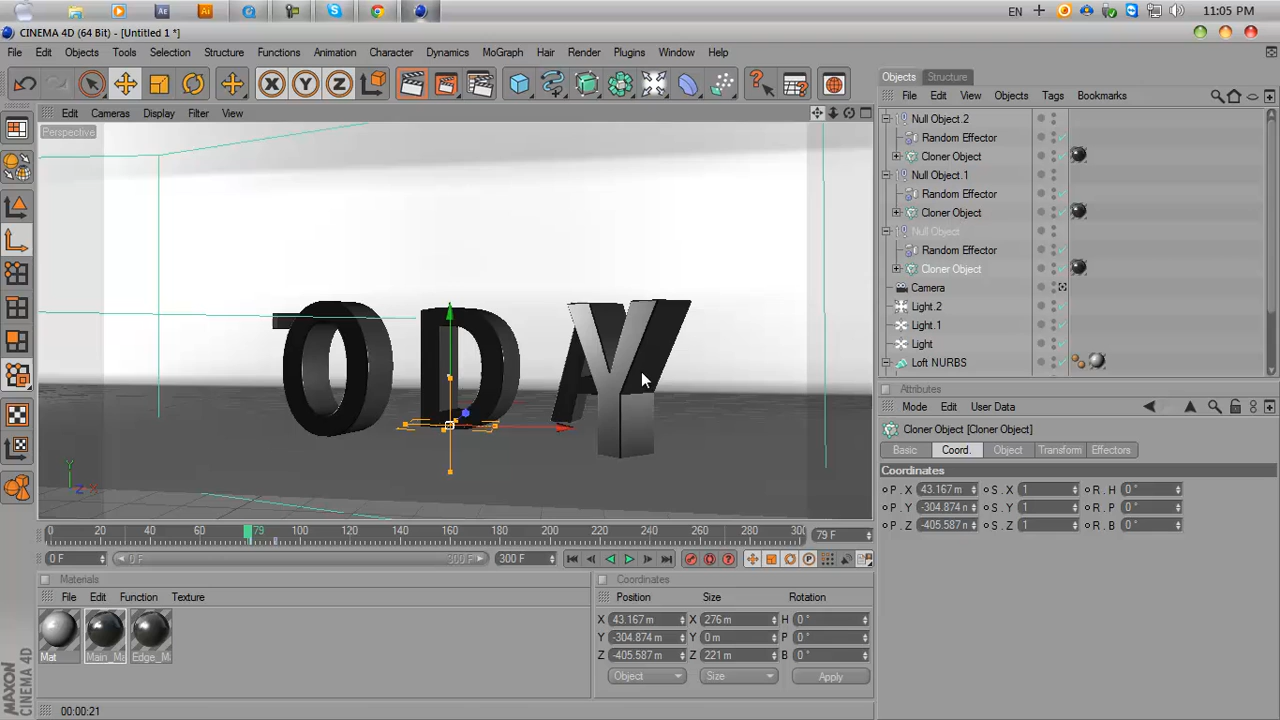 EN 11:05 PM
CINEMA 4D (64 Bit) - [Untitled 1 *]
File Edit Objects Tools Selection Structure Functions Animation Character Dynamics MoGraph Hair Render Plugins Window Help
X Y Z
Edit Cameras Display Filter View
Perspective
ODAY
Y
Z X
0 20 40 60 79 100 120 140 160 180 200 220 240 260 280 300
79 F
0 F 0 F 300 F 300 F
Materials
File Edit Function Texture
Mat Main_Ma Edge_M
Coordinates
Position Size Rotation
X 43.167 m X 276 m H 0 °
Y -304.874 m Y 0 m P 0 °
Z -405.587 m Z 221 m B 0 °
Object Size Apply
MAXON CINEMA 4D
00:00:21
Objects Structure
File Edit View Objects Tags Bookmarks
Null Object.2
Random Effector
Cloner Object
Null Object.1
Random Effector
Cloner Object
Null Object
Random Effector
Cloner Object
Camera
Light.2
Light.1
Light
Loft NURBS
Attributes
Mode Edit User Data
Cloner Object [Cloner Object]
Basic Coord. Object Transform Effectors
Coordinates
P . X 43.167 m S . X 1 R . H 0 °
P . Y -304.874 m S . Y 1 R . P 0 °
P . Z -405.587 m S . Z 1 R . B 0 °